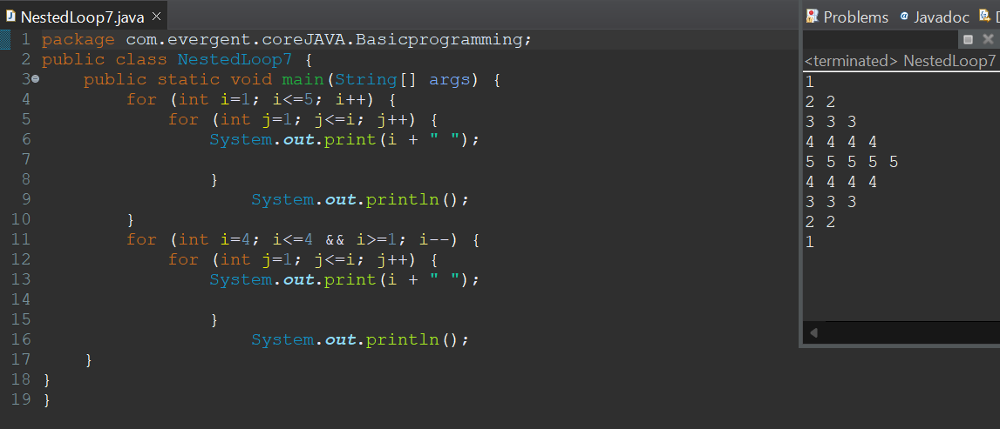 NestedLoop7.java ×
1 package com.evergent.coreJAVA.Basicprogramming;
2 public class NestedLoop7 {
3 public static void main(String[] args) {
4 for (int i=1; i<=5; i++) {
5 for (int j=1; j<=i; j++) {
6 System.out.print(i + " ");
7
8 }
9 System.out.println();
10 }
11 for (int i=4; i<=4 && i>=1; i--) {
12 for (int j=1; j<=i; j++) {
13 System.out.print(i + " ");
14
15 }
16 System.out.println();
17 }
18 }
19 }
Problems @ Javadoc
<terminated> NestedLoop7
1
2 2
3 3 3
4 4 4 4
5 5 5 5 5
4 4 4 4
3 3 3
2 2
1